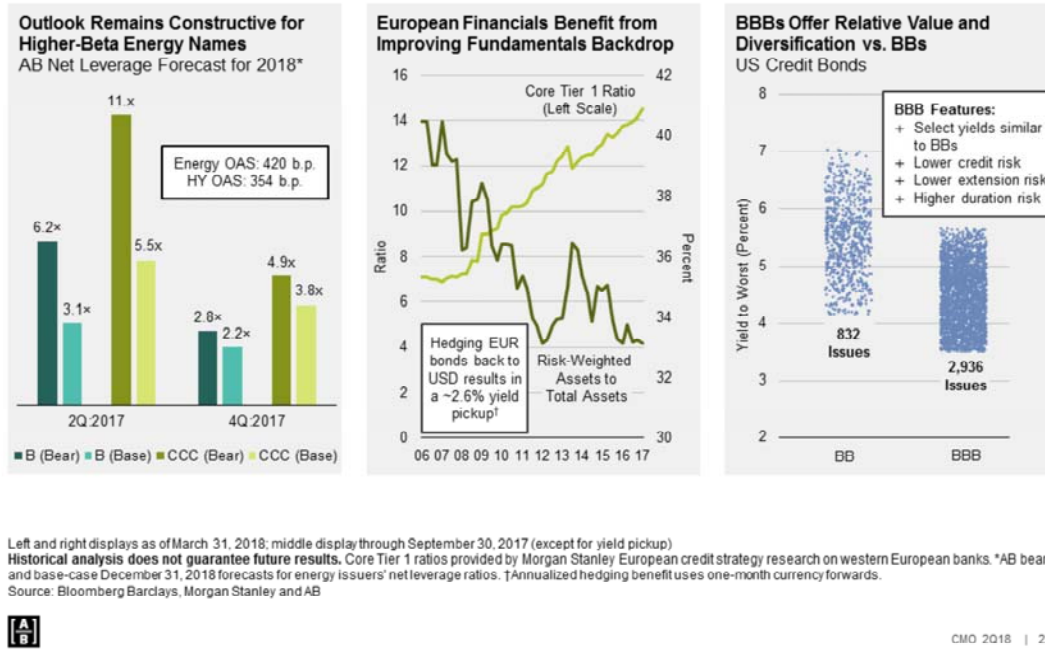 Outlook Remains Constructive for
Higher-Beta Energy Names
AB Net Leverage Forecast for 2018*
11.x
Energy OAS: 420 b.p.
HY OAS: 354 b.p.
6.2×
5.5x
4.9×
3.1×
3.8×
2.8×
2.2×
2Q:2017
4Q:2017
B (Bear) B (Base) CCC (Bear) CCC (Base)
European Financials Benefit from
Improving Fundamentals Backdrop
16
14
12
10
8
6
4
2
0
Ratio
42
40
38
36
34
32
30
Percent
Core Tier 1 Ratio
(Left Scale)
Hedging EUR
bonds back to
USD results in
a ~2.6% yield
pickup†
Risk-Weighted
Assets to
Total Assets
06 07 08 09 10 11 12 13 14 15 16 17
BBBs Offer Relative Value and
Diversification vs. BBs
US Credit Bonds
8
7
6
5
4
3
2
Yield to Worst (Percent)
BBB Features:
+ Select yields similar
to BBs
+ Lower credit risk
+ Lower extension risk
+ Higher duration risk
832
Issues
2,936
Issues
BB
BBB
Left and right displays as of March 31, 2018; middle display through September 30, 2017 (except for yield pickup)
Historical analysis does not guarantee future results. Core Tier 1 ratios provided by Morgan Stanley European credit strategy research on western European banks. *AB bear
and base-case December 31, 2018 forecasts for energy issuers' net leverage ratios. †Annualized hedging benefit uses one-month currency forwards.
Source: Bloomberg Barclays, Morgan Stanley and AB
[A/B]
CMO 2Q18 | 2